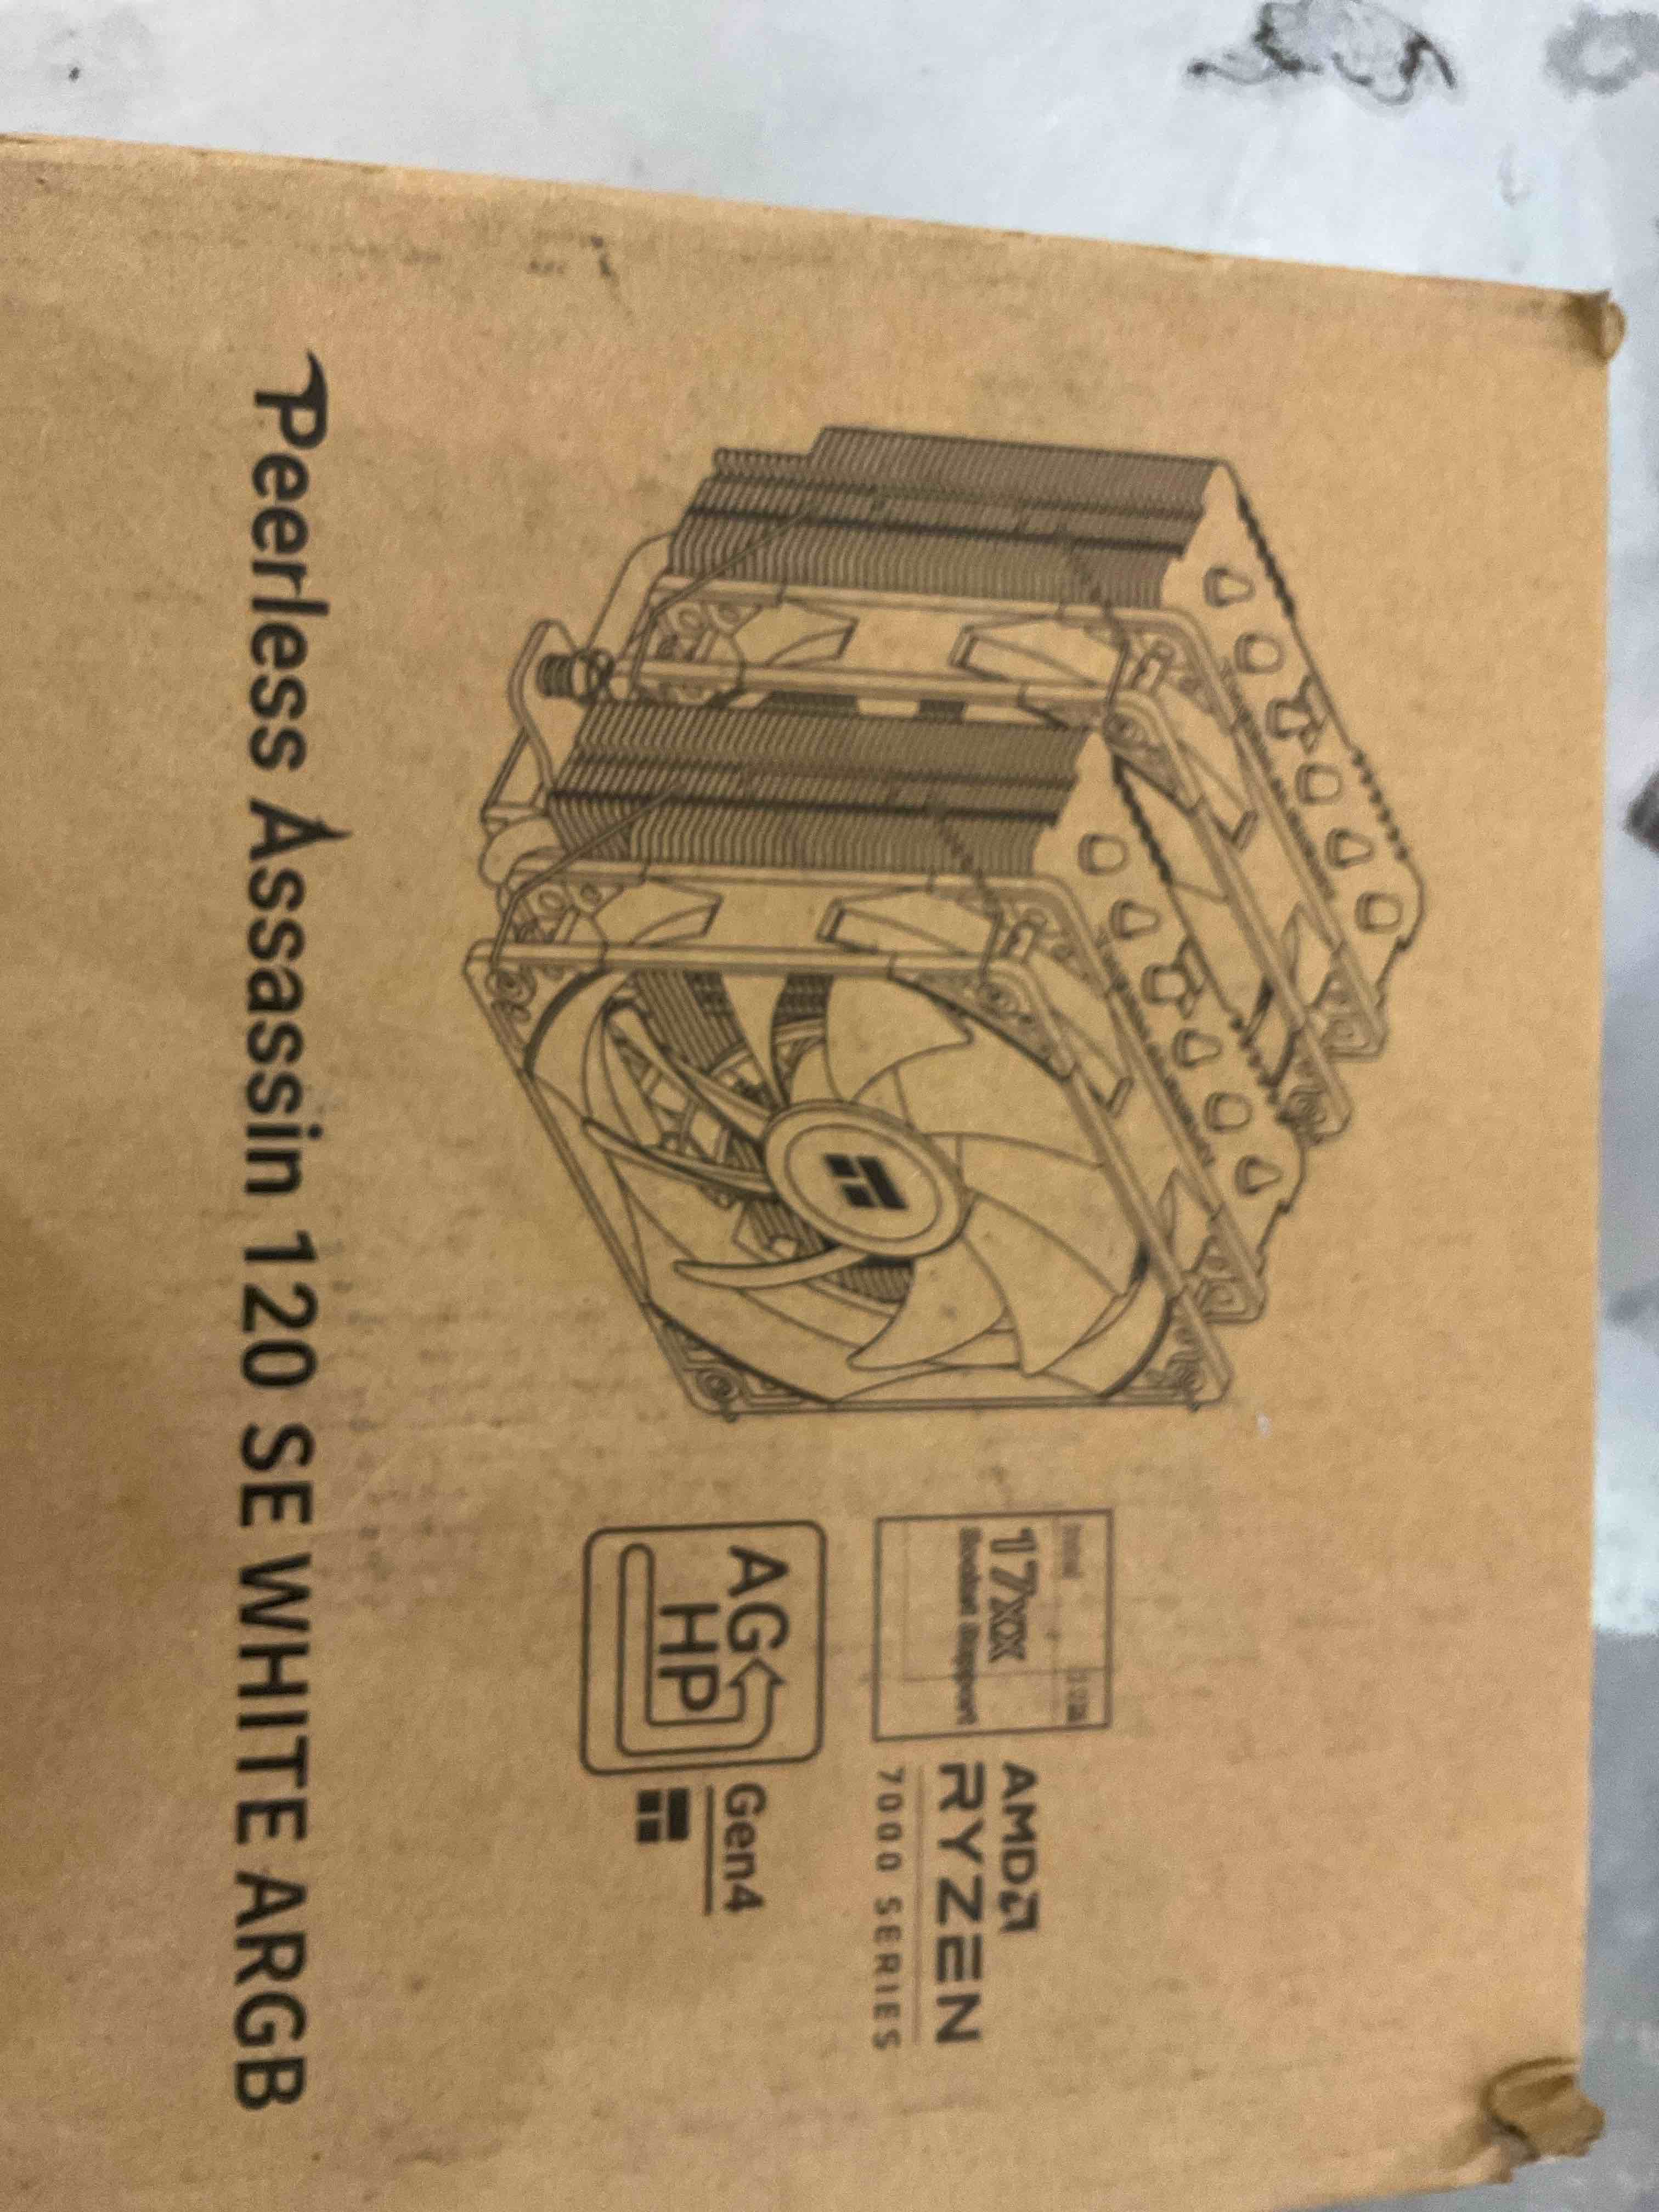 17XX
Socket Support
AMD
RYZEN
7000 SERIES
AG
HP
Gen4
Peerless Assassin 120 SE WHITE ARGB